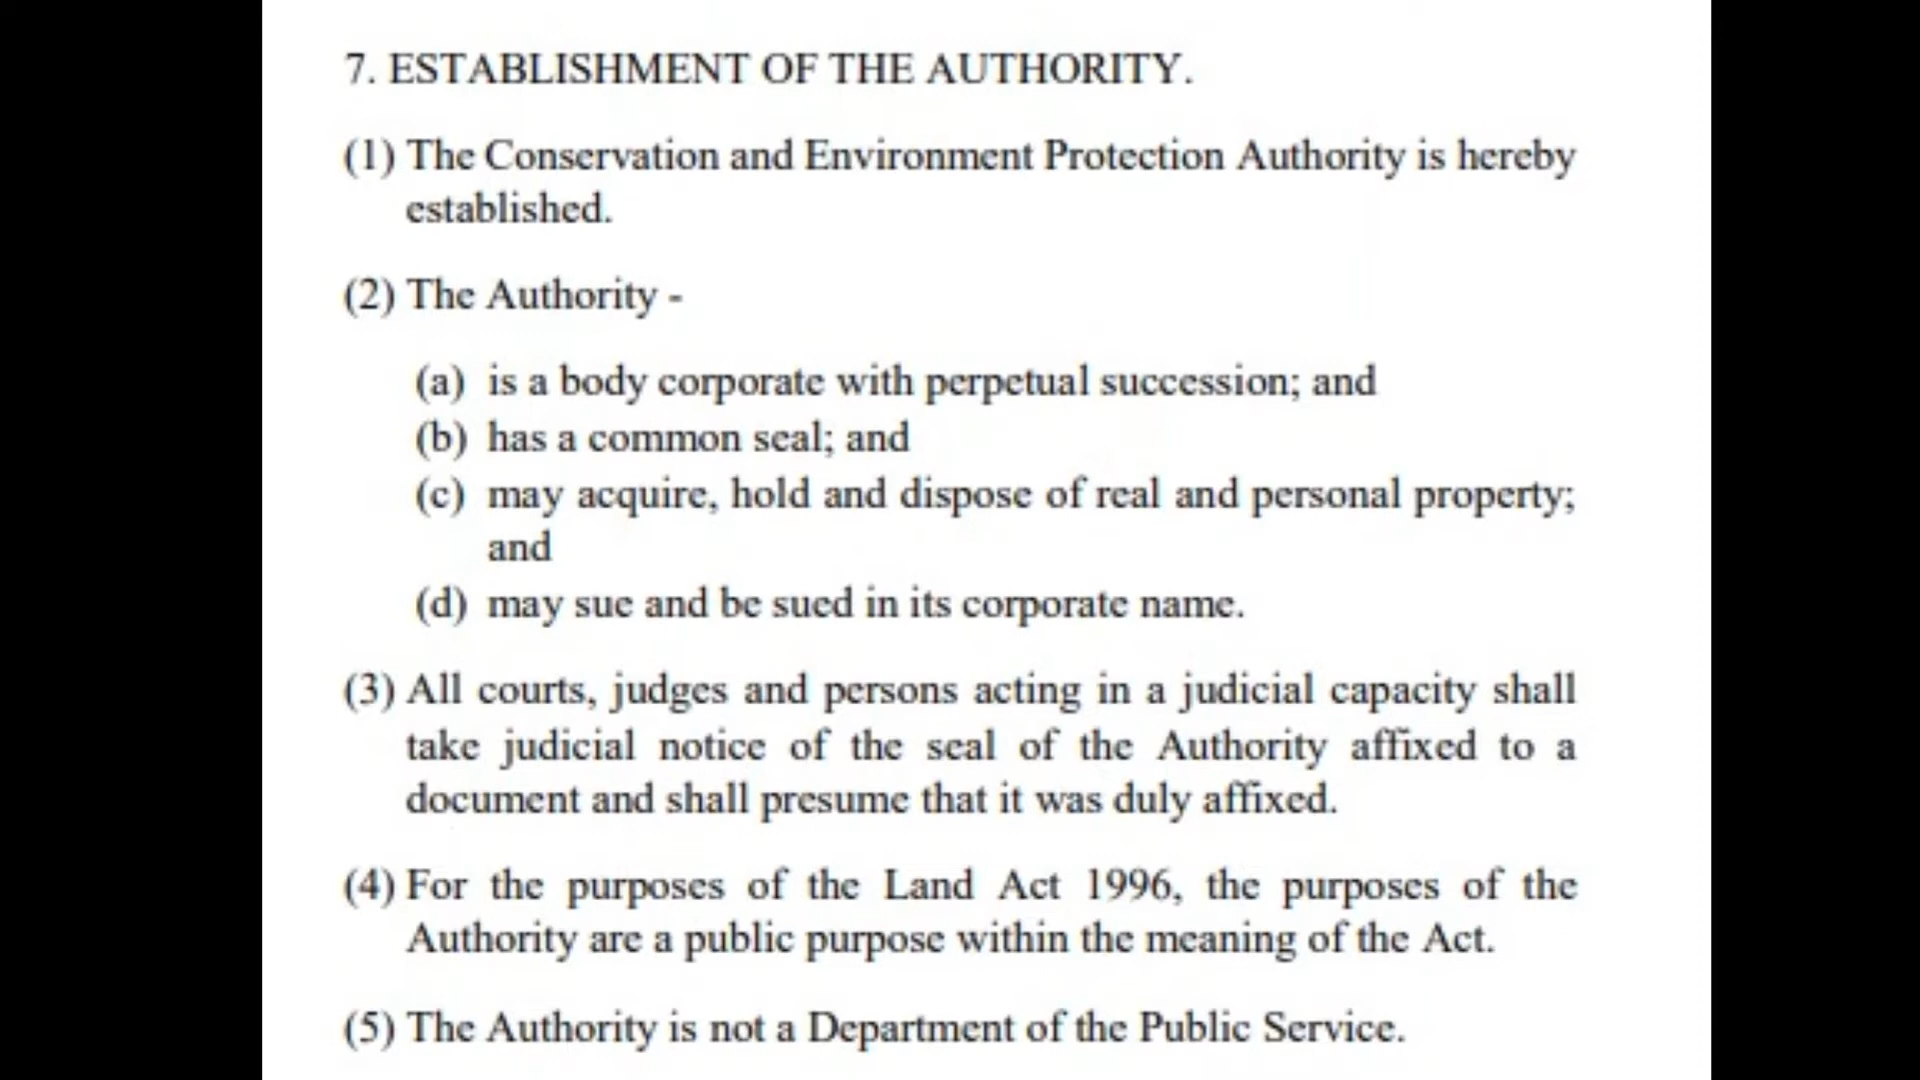 7. ESTABLISHMENT OF THE AUTHORITY.
(1) The Conservation and Environment Protection Authority is hereby
established.
(2) The Authority -
(a) is a body corporate with perpetual succession; and
(b) has a common seal; and
(c) may acquire, hold and dispose of real and personal property;
and
(d) may sue and be sued in its corporate name.
(3) All courts, judges and persons acting in a judicial capacity shall
take judicial notice of the seal of the Authority affixed to a
document and shall presume that it was duly affixed.
(4) For the purposes of the Land Act 1996, the purposes of the
Authority are a public purpose within the meaning of the Act.
(5) The Authority is not a Department of the Public Service.